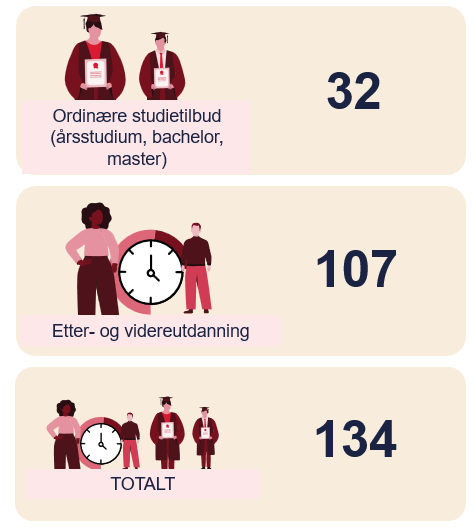 32
Ordinære studietilbud
(årsstudium, bachelor,
master)
107
Etter- og videreutdanning
134
TOTALT